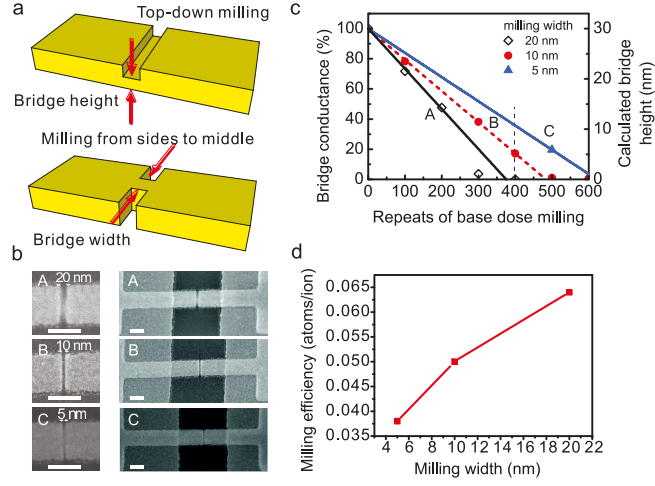 a
Top-down milling
Bridge height
Milling from sides to middle
Bridge width
b
A
20 nm
A
B
10 nm
B
C
5 nm
C
c
milling width
20 nm
10 nm
5 nm
A
B
C
100
80
60
40
20
0
30
20
10
0
0 100 200 300 400 500 600
Bridge conductance (%)
Calculated bridge
height (nm)
Repeats of base dose milling
d
0.065
0.060
0.055
0.050
0.045
0.040
0.035
4 6 8 10 12 14 16 18 20 22
Milling efficiency (atoms/ion)
Milling width (nm)